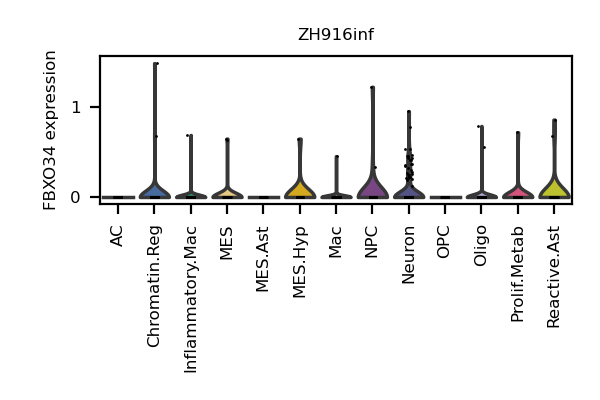 ZH916inf
FBXO34 expression
1
0
AC
Chromatin.Reg
Inflammatory.Mac
MES
MES.Ast
MES.Hyp
Mac
NPC
Neuron
OPC
Oligo
Prolif.Metab
Reactive.Ast